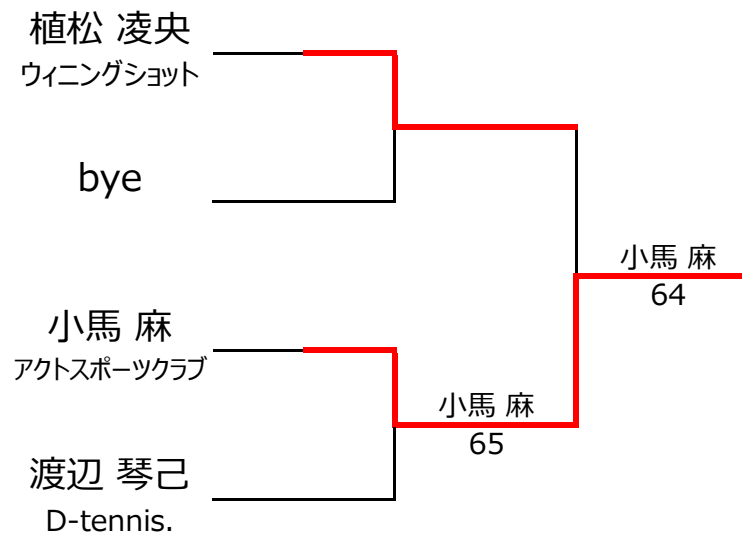 植松 凌央
ウィニングショット
bye
小馬 麻
64
小馬 麻
アクトスポーツクラブ
小馬 麻
65
渡辺 琴己
D-tennis.